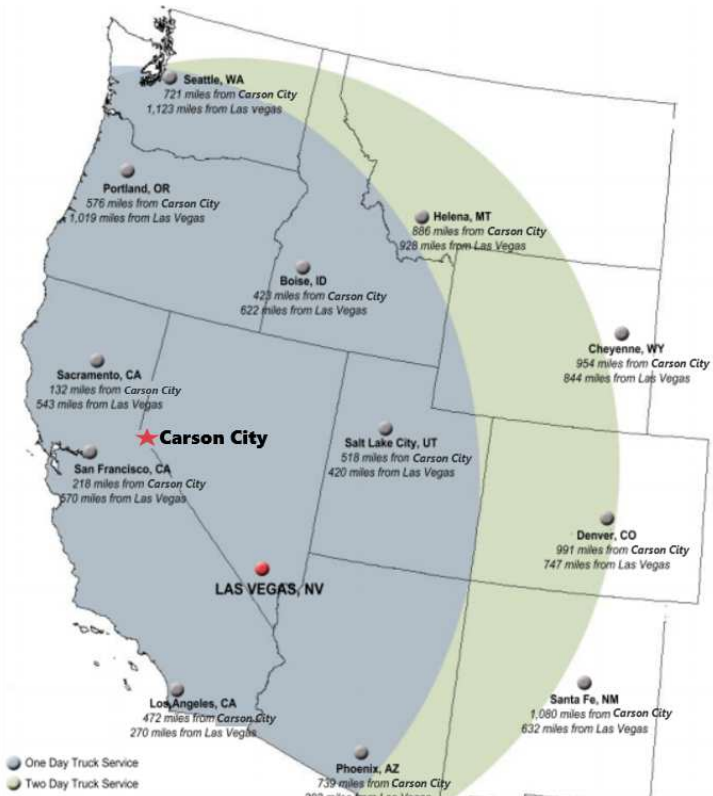 Seattle, WA
721 miles from Carson City
1,123 miles from Las vegas
Portland, OR
576 miles from Carson City
1,019 miles from Las Vegas
Helena, MT
886 miles from Carson City
928 miles from Las Vegas
Boise, ID
423 miles from Carson City
622 miles from Las Vegas
Cheyenne, WY
954 miles from Carson City
844 miles from Las Vegas
Sacramento, CA
132 miles from Carson City
543 miles from Las Vegas
Carson City
Salt Lake City, UT
518 miles fron Carson City
420 miles from Las Vegas
San Francisco, CA
218 miles from Carson City
570 miles from Las Vegas
Denver, CO
991 miles from Carson City
747 miles from Las Vegas
LAS VEGAS, NV
Santa Fe, NM
1,080 miles from Carson City
632 miles from Las Vegas
Los Angeles, CA
472 miles from Carson City
270 miles from Las Vegas
One Day Truck Service
Two Day Truck Service
Phoenix, AZ
739 miles from Carson City
miles from Las Vegas